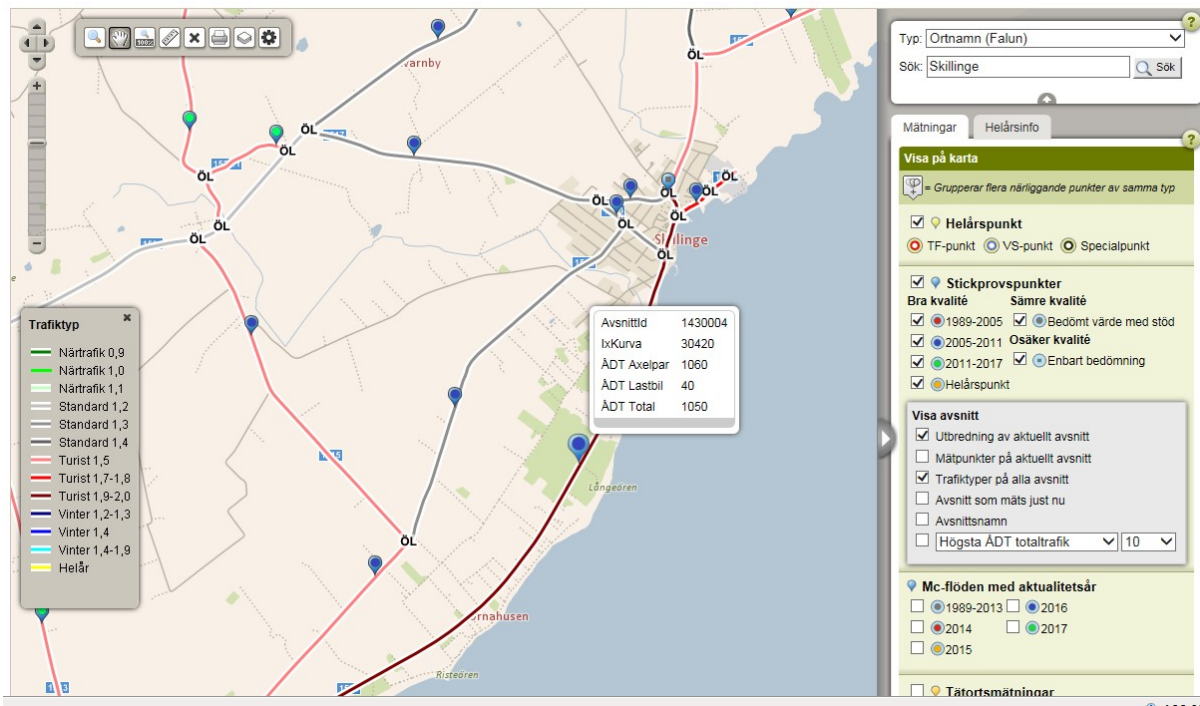 Typ: Ortnamn (Falun)
Sök: Skillinge
Sök
Mätningar Helårsinfo
Visa på karta
= Grupperar flera närliggande punkter av samma typ
Helårspunkt
TF-punkt VS-punkt Specialpunkt
Stickprovspunkter
Bra kvalité Sämre kvalité
1989-2005 Bedömt värde med stöd
2005-2011 Osäker kvalité
2011-2017 Enbart bedömning
Helårspunkt
Visa avsnitt
Utbredning av aktuellt avsnitt
Mätpunkter på aktuellt avsnitt
Trafiktyper på alla avsnitt
Avsnitt som mäts just nu
Avsnittsnamn
Högsta ÅDT totaltrafik 10
Mc-flöden med aktualitetsår
1989-2013 2016
2014 2017
2015
Tätortsmätningar
100%
ÖL
ÖL
ÖL
ÖL
ÖL
ÖL
ÖL
ÖL
ÖL
ÖL
ÖL
ÖL
ÖL
ÖL
Långeören
Risteören
AvsnittId 1430004
IxKurva 30420
ÅDT Axelpar 1060
ÅDT Lastbil 40
ÅDT Total 1050
Trafiktyp
Närtrafik 0,9
Närtrafik 1,0
Närtrafik 1,1
Standard 1,2
Standard 1,3
Standard 1,4
Turist 1,5
Turist 1,7-1,8
Turist 1,9-2,0
Vinter 1,2-1,3
Vinter 1,4
Vinter 1,4-1,9
Helår